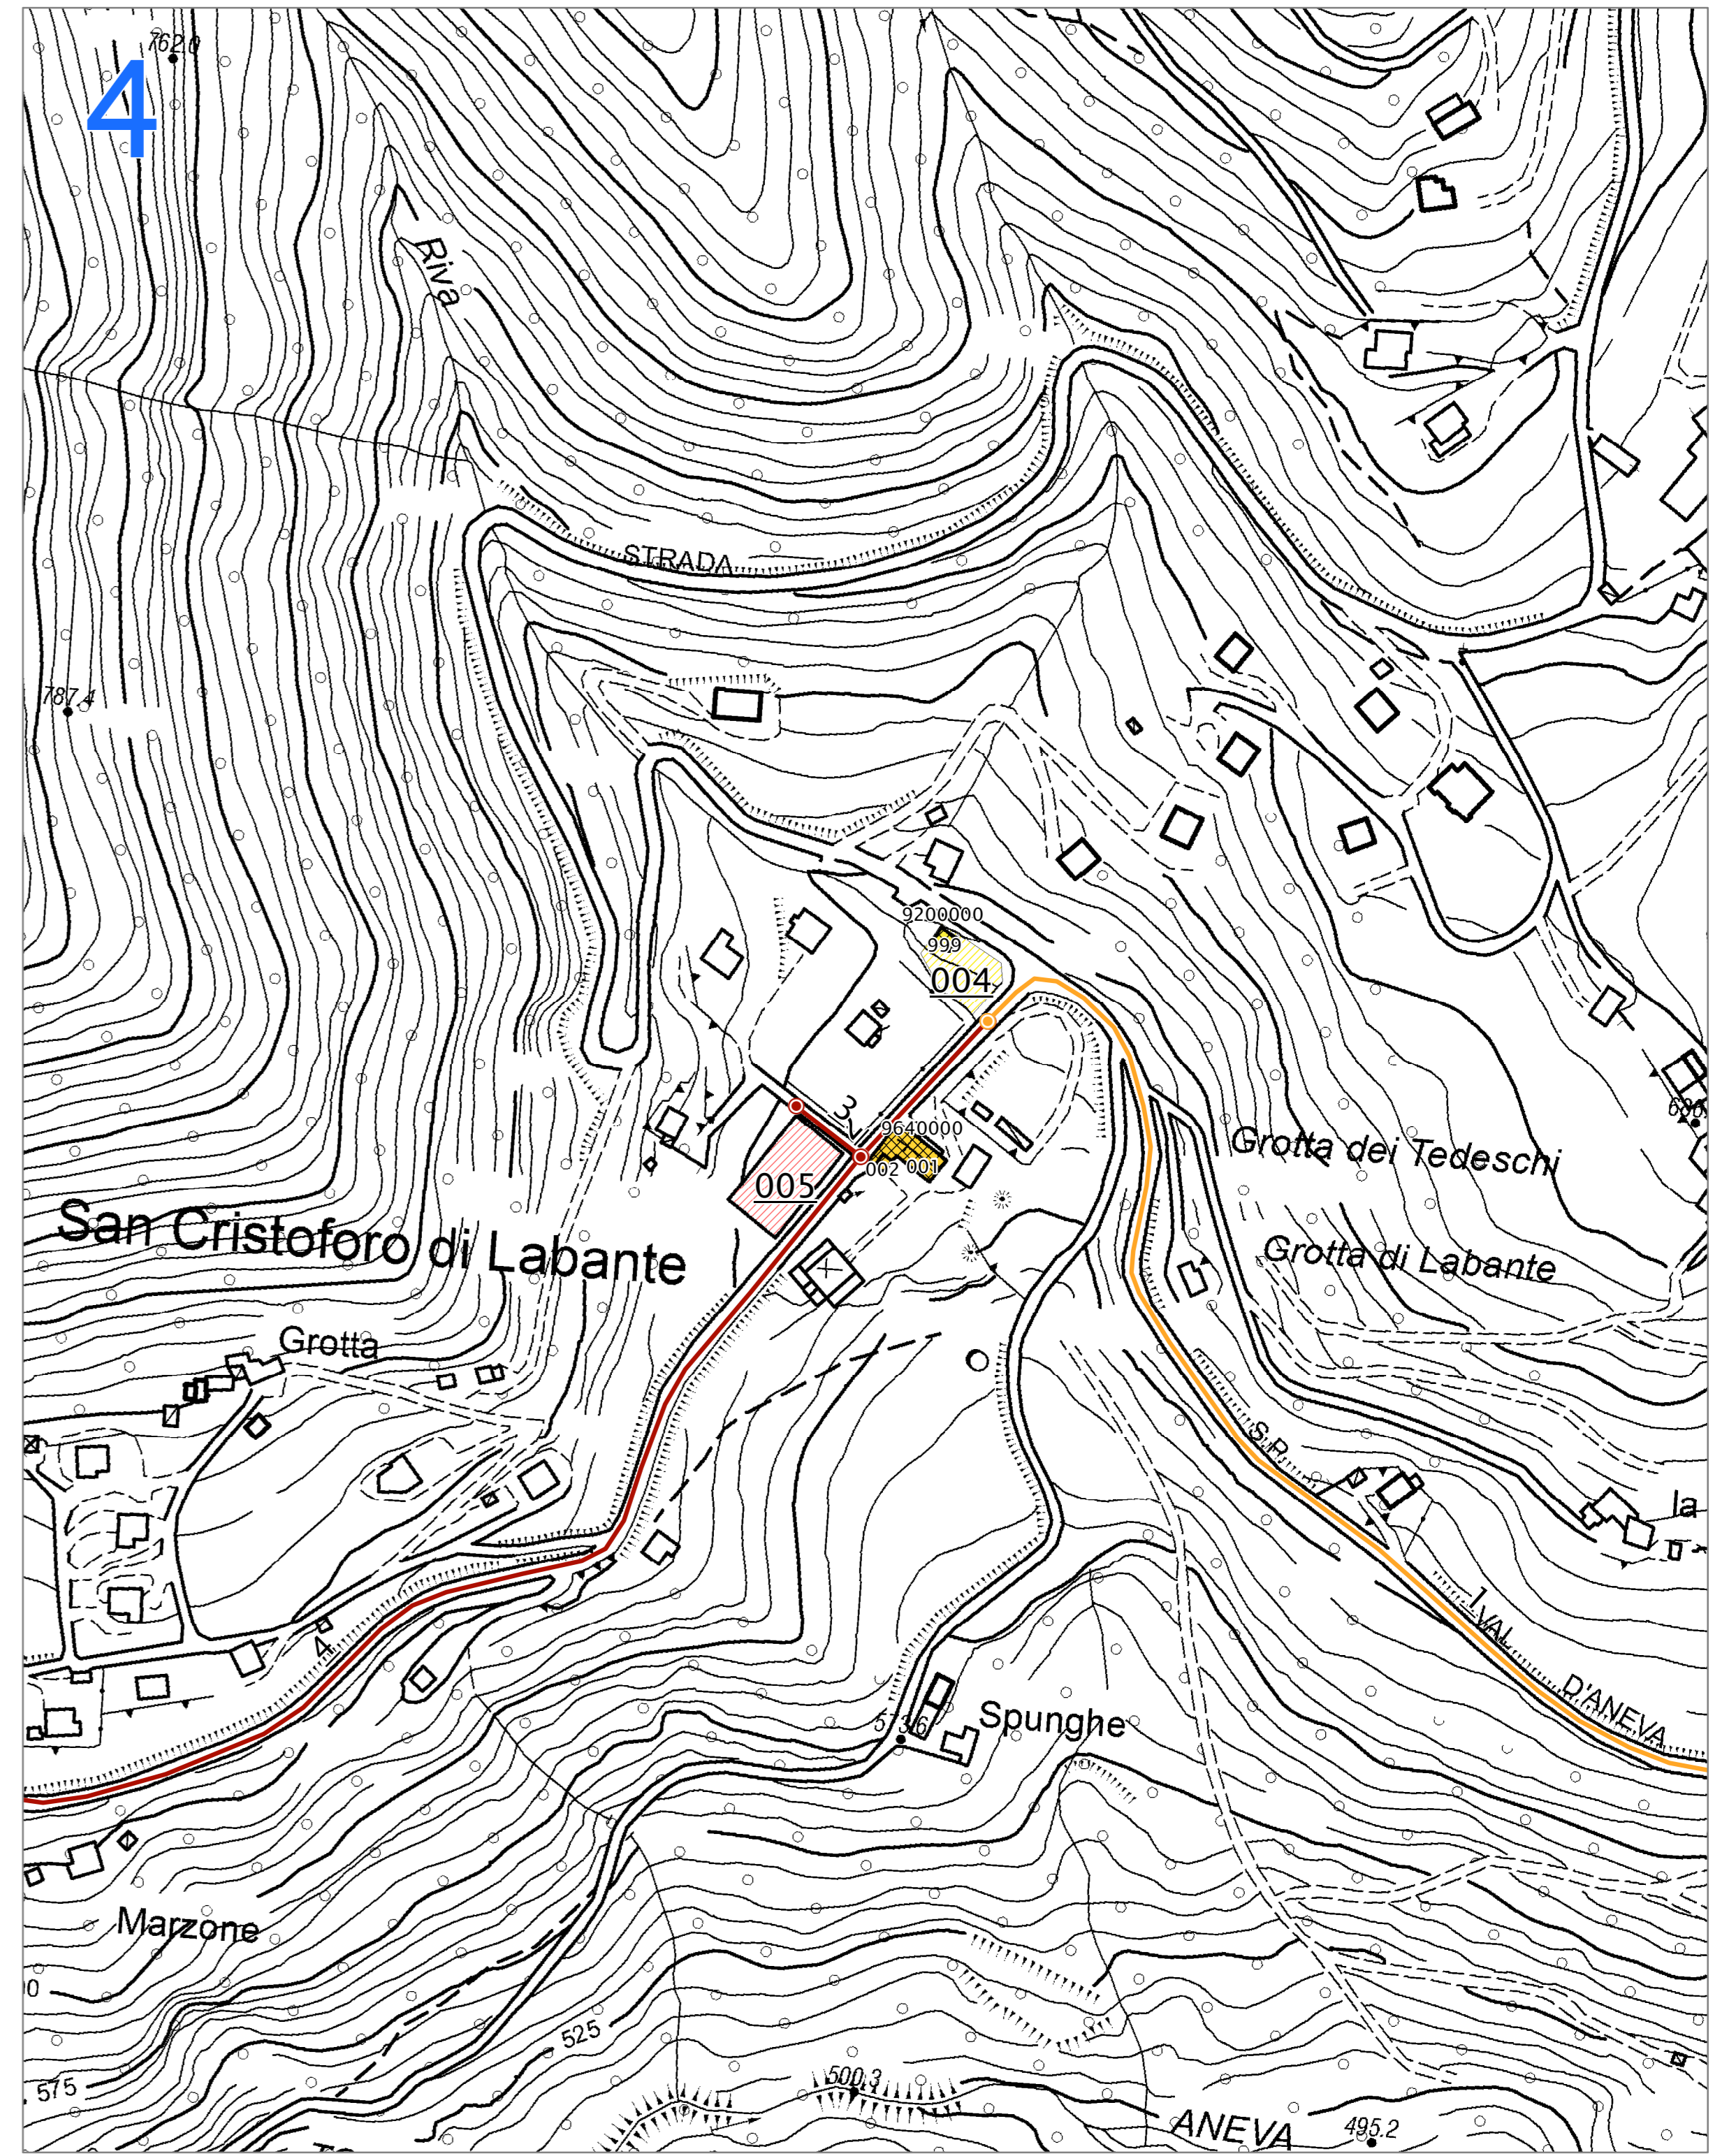 762.0
4
Riva
STRADA
787.4
9200000
999
004
3
9640000
002 001
005
Grotta dei Tedeschi
San Cristoforo di Labante
Grotta di Labante
Grotta
S.P.
la
4
VAL
D'ANEVA
Spunghe
573.6
Marzone
525
575
500.3
ANEVA
495.2